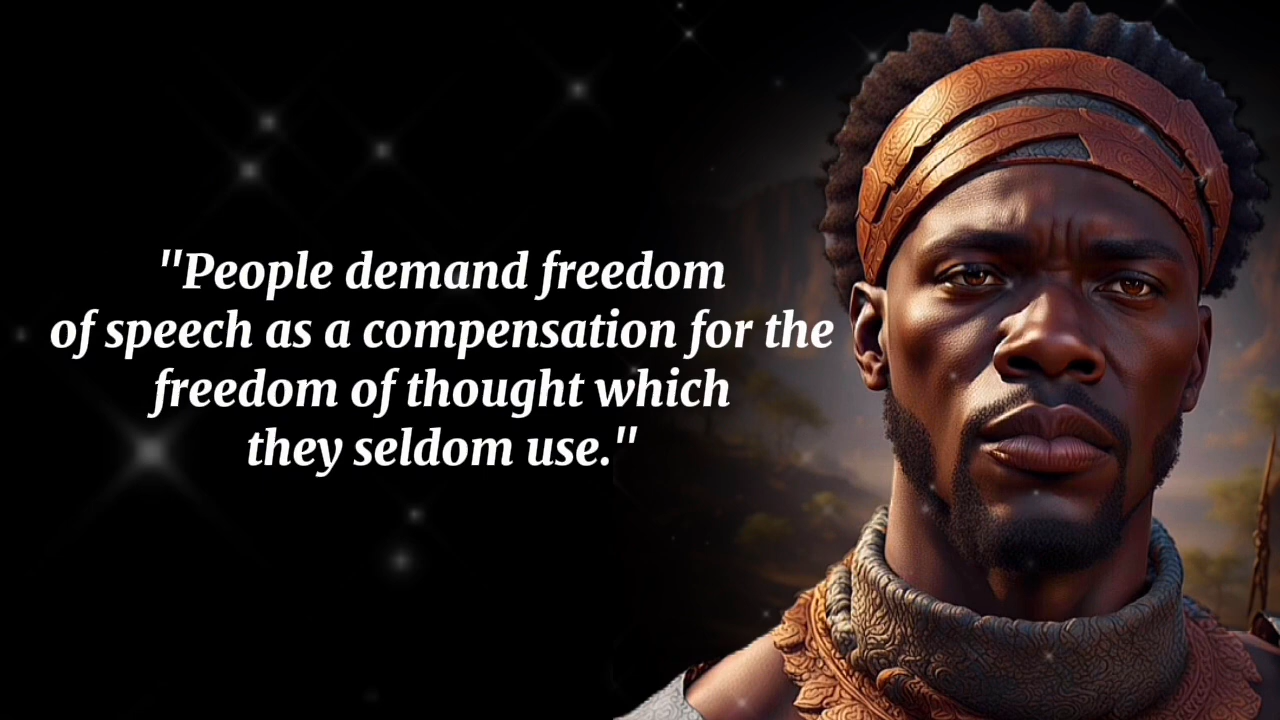 "People demand freedom
of speech as a compensation for the
freedom of thought which
they seldom use."